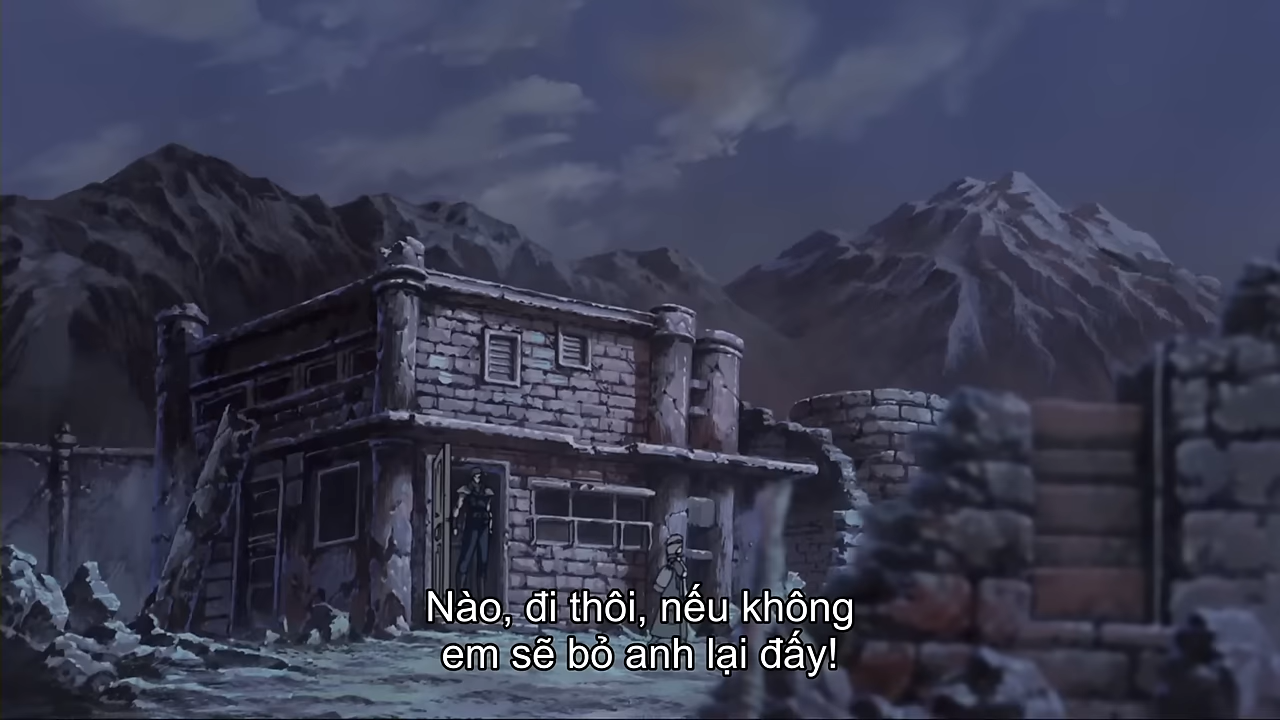 Nào, đi thôi, nếu không
em sẽ bỏ anh lại đấy!